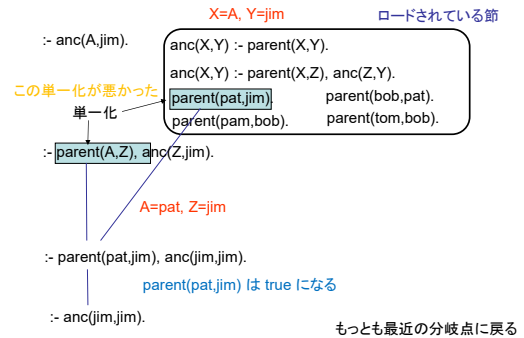 X=A, Y=jim
ロードされている節
:- anc(A,jim).
anc(X,Y) :- parent(X,Y).
anc(X,Y) :- parent(X,Z), anc(Z,Y).
この単一化が悪かった
parent(pat,jim).
parent(bob,pat).
単一化
parent(pam,bob).
parent(tom,bob).
:- parent(A,Z), anc(Z,jim).
A=pat, Z=jim
:- parent(pat,jim), anc(jim,jim).
parent(pat,jim) は true になる
:- anc(jim,jim).
もっとも最近の分岐点に戻る